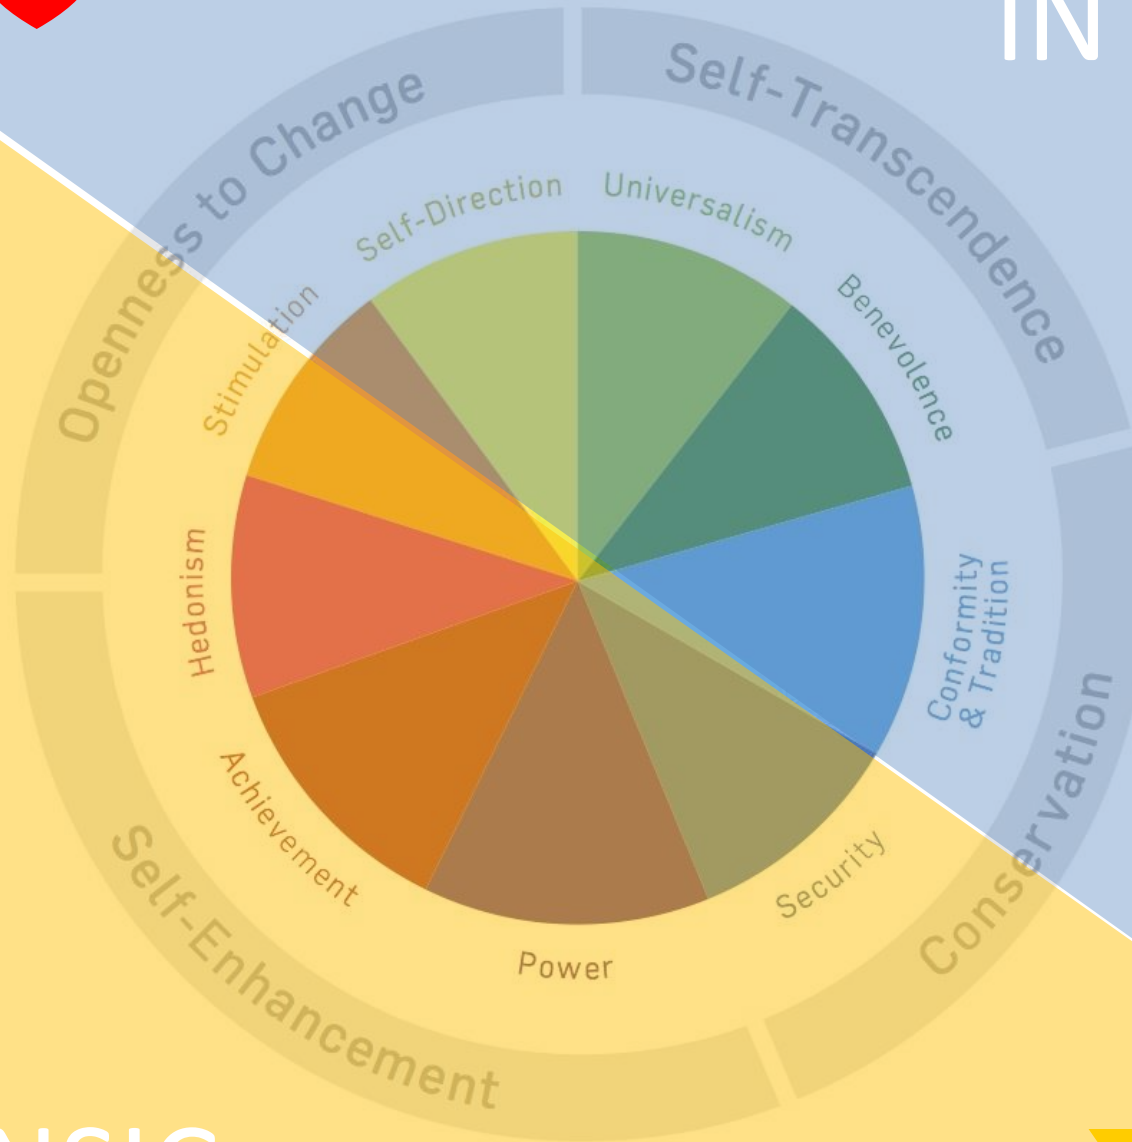 IN
Openness to Change
Self-Transcendence
Self-Direction
Universalism
Stimulation
Benevolence
Hedonism
Conformity
& Tradition
Achievement
Security
Power
Self-Enhancement
Conservation
NSIC